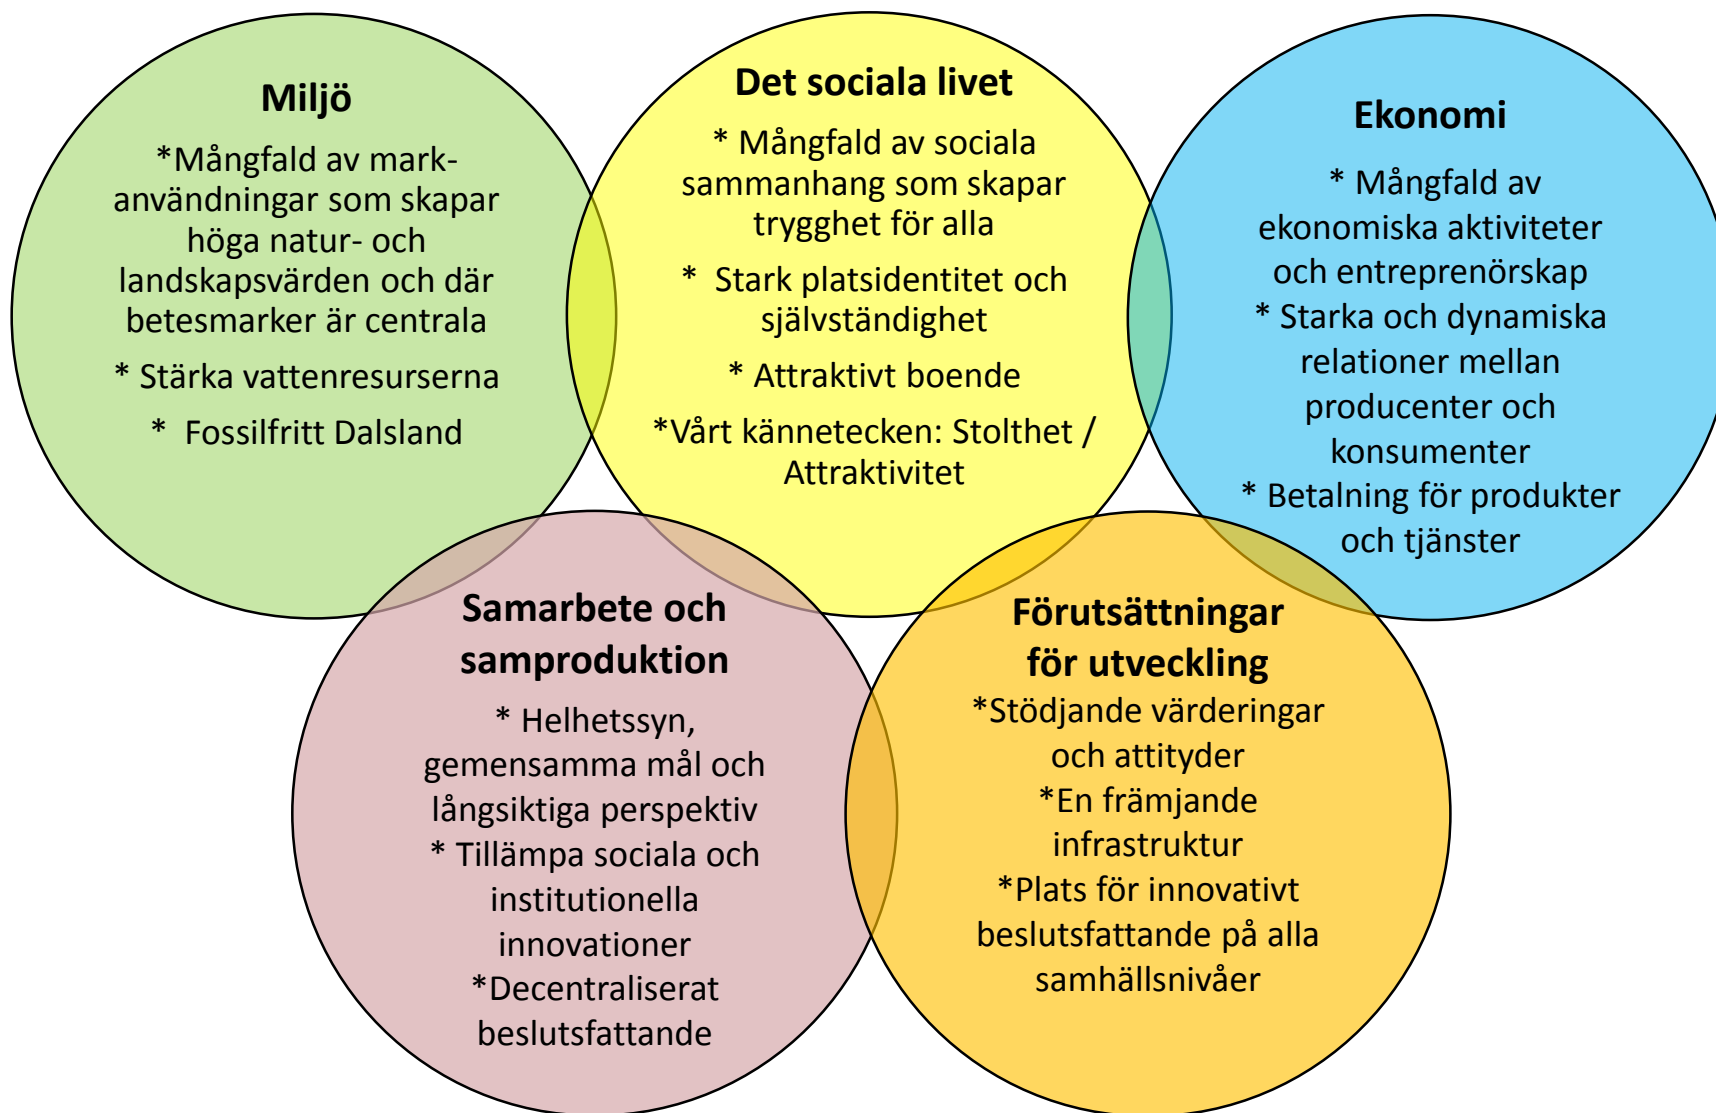 Miljö
*Mångfald av mark-
användningar som skapar
höga natur- och
landskapsvärden och där
betesmarker är centrala
* Stärka vattenresurserna
* Fossilfritt Dalsland
Det sociala livet
* Mångfald av sociala
sammanhang som skapar
trygghet för alla
* Stark platsidentitet och
självständighet
* Attraktivt boende
*Vårt kännetecken: Stolthet /
Attraktivitet
Ekonomi
* Mångfald av
ekonomiska aktiviteter
och entreprenörskap
* Starka och dynamiska
relationer mellan
producenter och
konsumenter
* Betalning för produkter
och tjänster
Samarbete och
samproduktion
* Helhetssyn,
gemensamma mål och
långsiktiga perspektiv
* Tillämpa sociala och
institutionella
innovationer
*Decentraliserat
beslutsfattande
Förutsättningar
för utveckling
*Stödjande värderingar
och attityder
*En främjande
infrastruktur
*Plats för innovativt
beslutsfattande på alla
samhällsnivåer